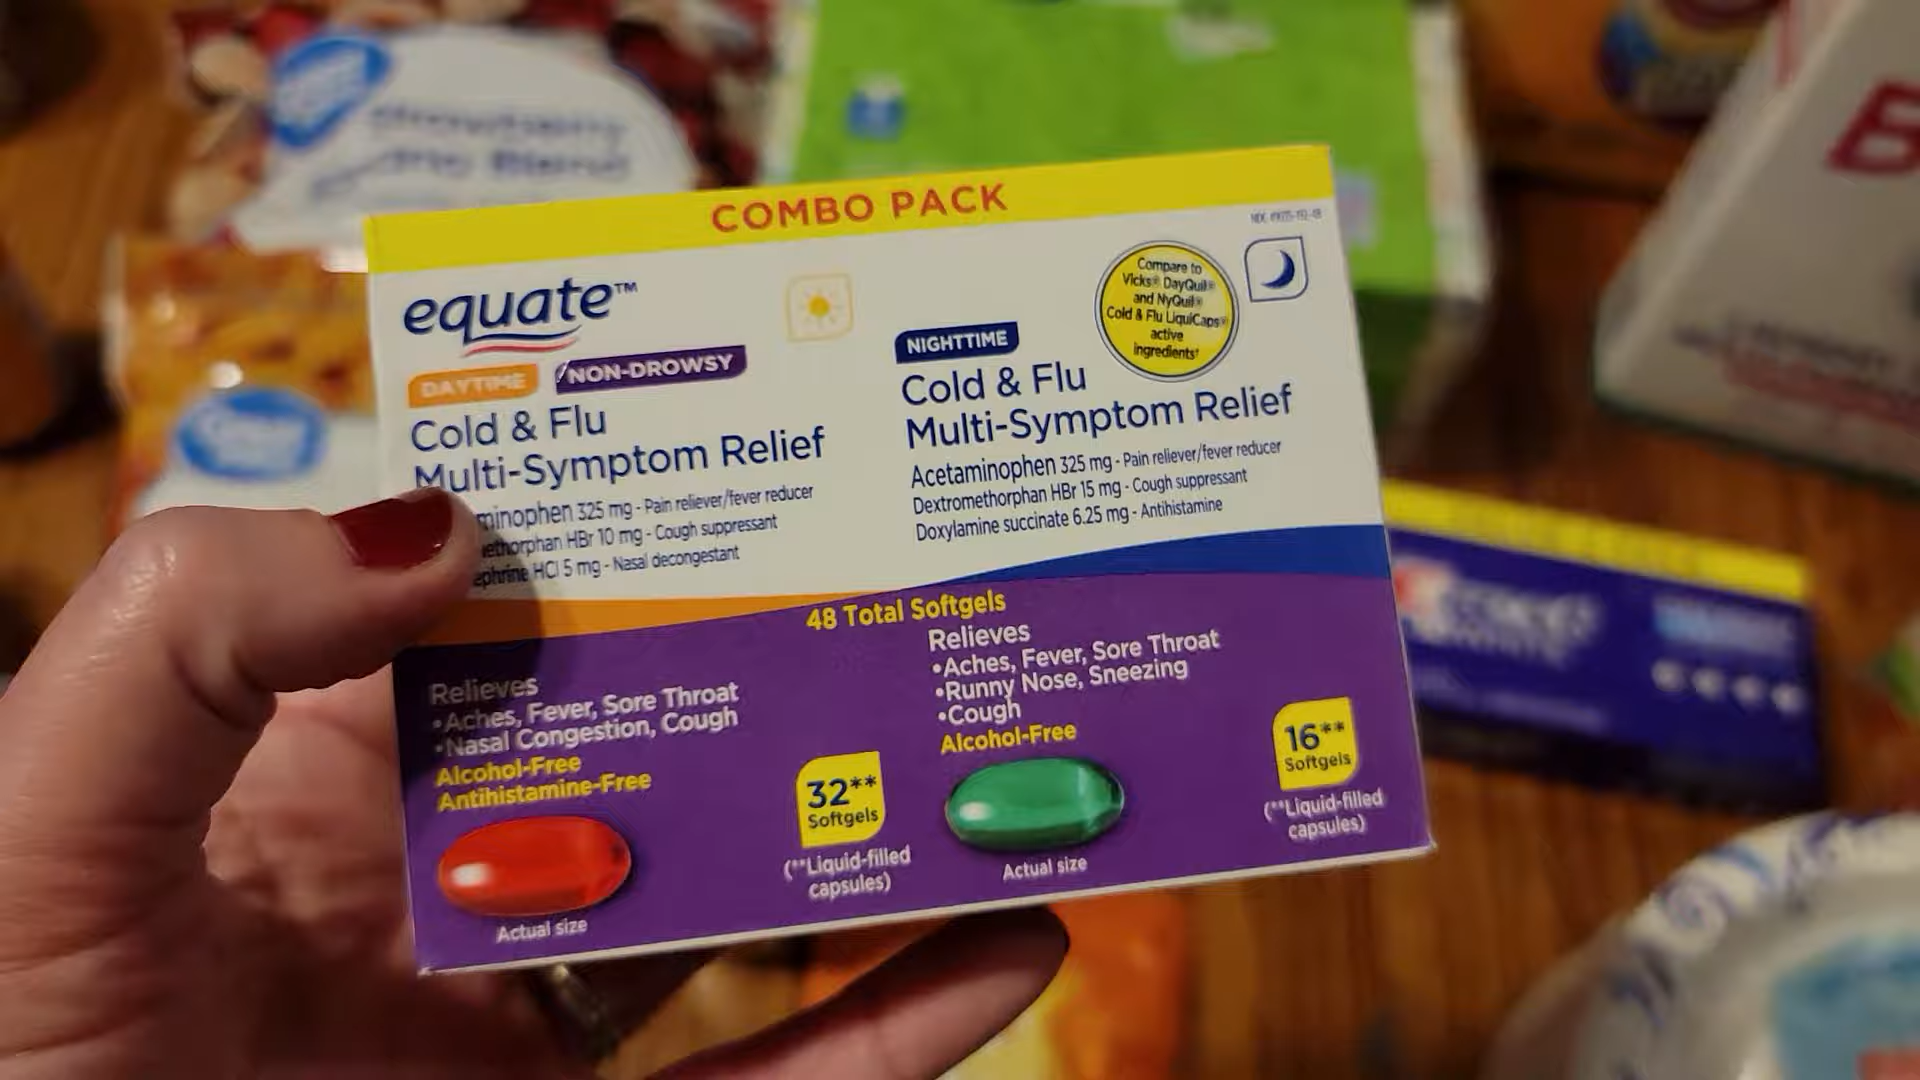 COMBO PACK
equate™
DAYTIME NON-DROWSY
Cold & Flu
Multi-Symptom Relief
minophen 325 mg - Pain reliever/fever reducer
ethorphan HBr 10 mg - Cough suppressant
ephrine HCl 5 mg - Nasal decongestant
Compare to
Vicks® DayQuil®
and NyQuil®
Cold & Flu LiquiCaps®
active
ingredients†
NIGHTTIME
Cold & Flu
Multi-Symptom Relief
Acetaminophen 325 mg - Pain reliever/fever reducer
Dextromethorphan HBr 15 mg - Cough suppressant
Doxylamine succinate 6.25 mg - Antihistamine
48 Total Softgels
Relieves
•Aches, Fever, Sore Throat
•Nasal Congestion, Cough
Alcohol-Free
Antihistamine-Free
32**
Softgels
(**Liquid-filled
capsules)
Actual size
Relieves
•Aches, Fever, Sore Throat
•Runny Nose, Sneezing
•Cough
Alcohol-Free
16**
Softgels
(**Liquid-filled
capsules)
Actual size
Blend